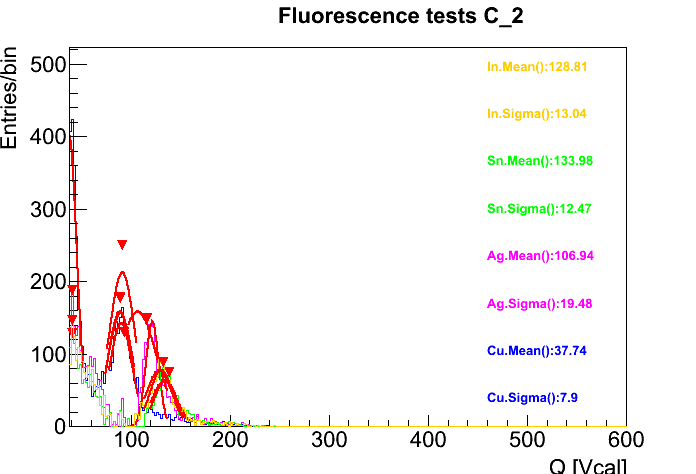 Fluorescence tests C_2
Entries/bin
500
400
300
200
100
0
In.Mean():128.81
In.Sigma():13.04
Sn.Mean():133.98
Sn.Sigma():12.47
Ag.Mean():106.94
Ag.Sigma():19.48
Cu.Mean():37.74
Cu.Sigma():7.9
100 200 300 400 500 600
Q [Vcal]